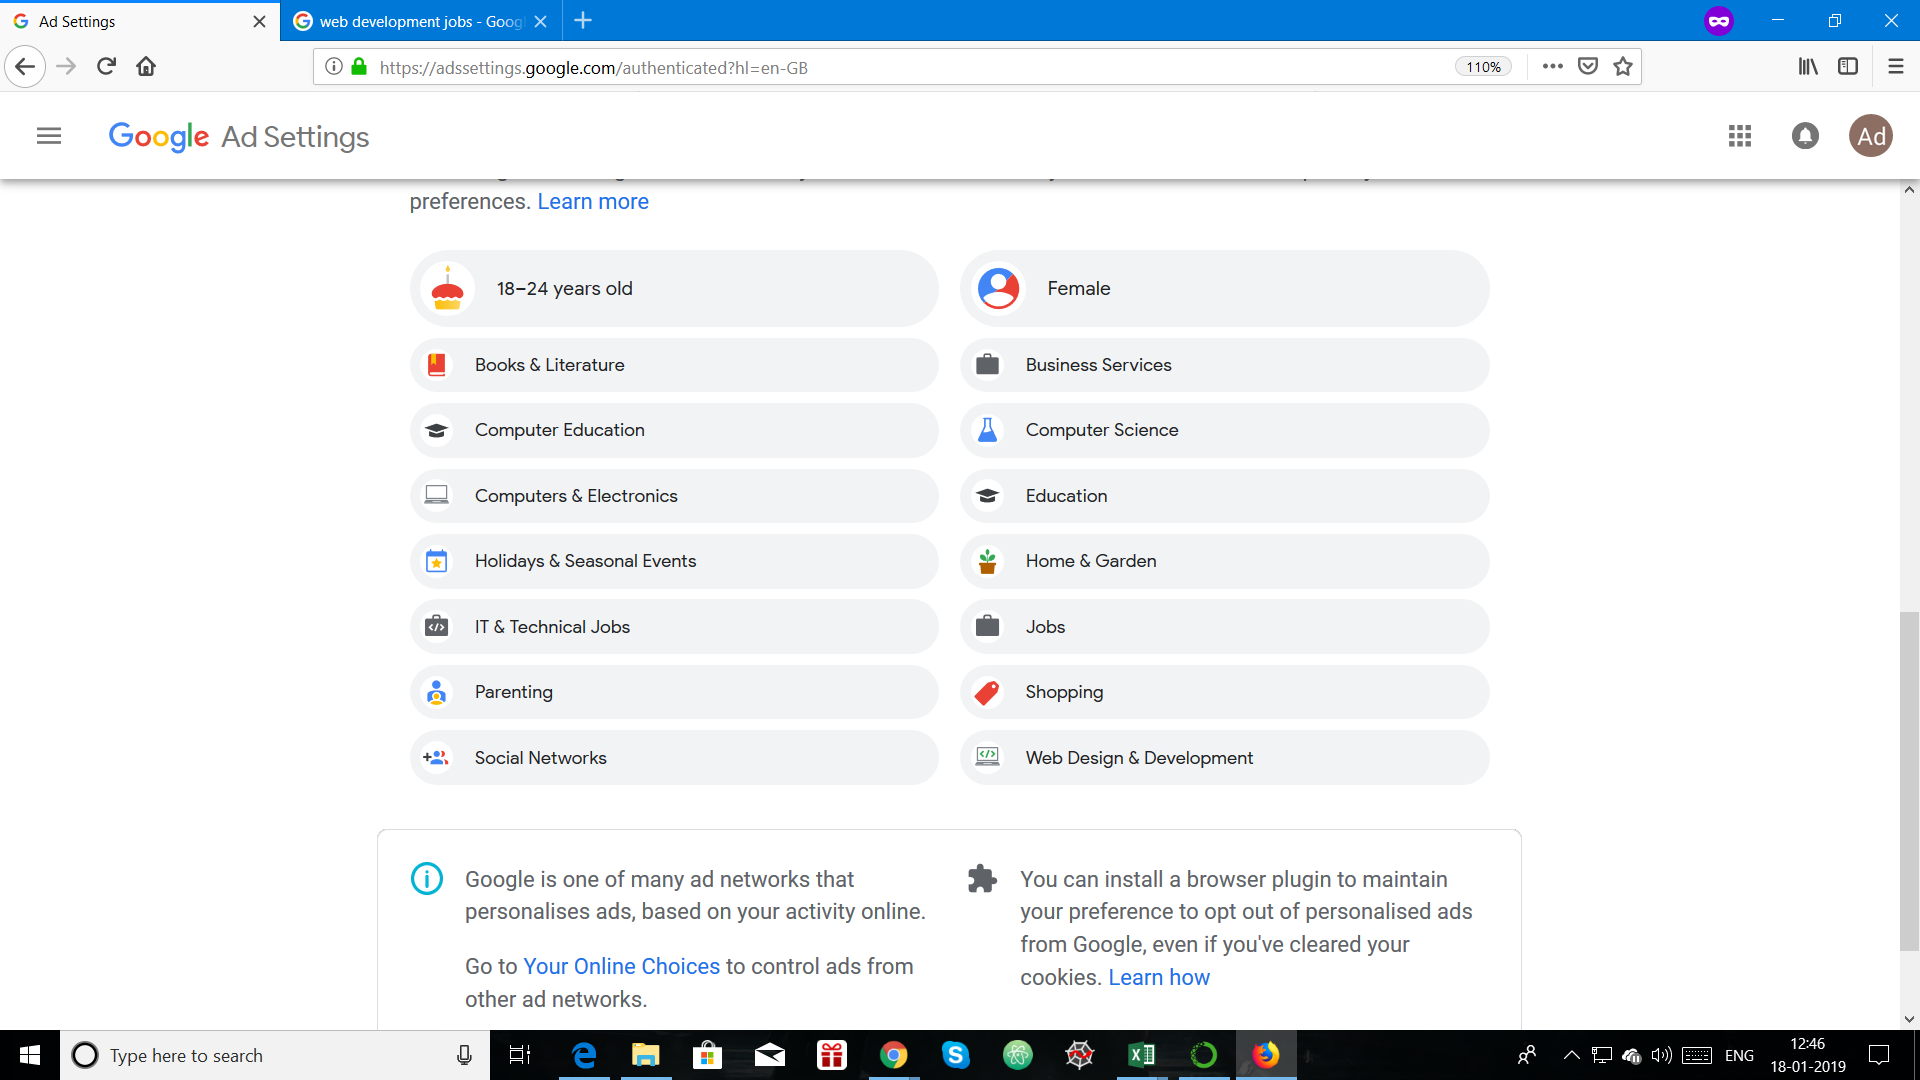 Ad Settings
web development jobs - Goog
https://adssettings.google.com/authenticated?hl=en-GB
110%
Google Ad Settings
Ad
preferences. Learn more
18–24 years old
Female
Books & Literature
Business Services
Computer Education
Computer Science
Computers & Electronics
Education
Holidays & Seasonal Events
Home & Garden
IT & Technical Jobs
Jobs
Parenting
Shopping
Social Networks
Web Design & Development
Google is one of many ad networks that
personalises ads, based on your activity online.
Go to Your Online Choices to control ads from
other ad networks.
You can install a browser plugin to maintain
your preference to opt out of personalised ads
from Google, even if you've cleared your
cookies. Learn how
Type here to search
ENG
12:46
18-01-2019